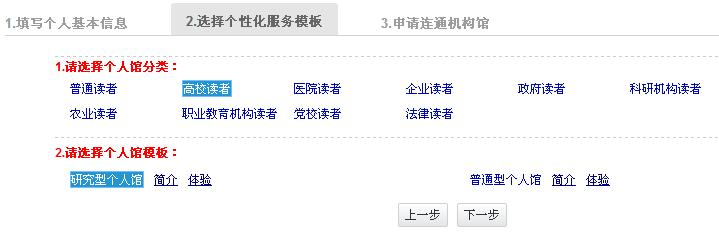 1.填写个人基本信息 2.选择个性化服务模板 3.申请连通机构馆
1.请选择个人馆分类：
普通读者 高校读者 医院读者 企业读者 政府读者 科研机构读者
农业读者 职业教育机构读者 党校读者 法律读者
2.请选择个人馆模板：
研究型个人馆 简介 体验 普通型个人馆 简介 体验
上一步 下一步